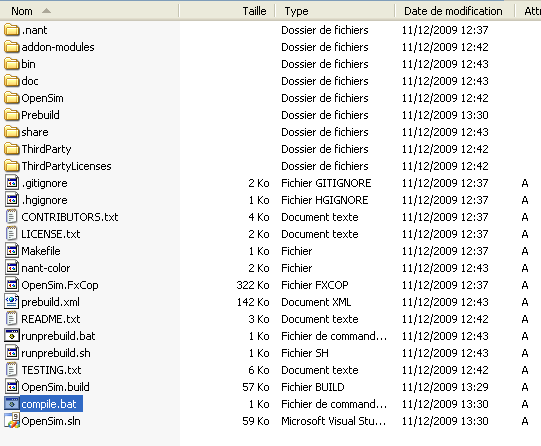 Nom Taille Type Date de modification Attr
.nant Dossier de fichiers 11/12/2009 12:37
addon-modules Dossier de fichiers 11/12/2009 12:42
bin Dossier de fichiers 11/12/2009 12:43
doc Dossier de fichiers 11/12/2009 12:43
OpenSim Dossier de fichiers 11/12/2009 12:42
Prebuild Dossier de fichiers 11/12/2009 13:30
share Dossier de fichiers 11/12/2009 12:43
ThirdParty Dossier de fichiers 11/12/2009 12:42
ThirdPartyLicenses Dossier de fichiers 11/12/2009 12:42
.gitignore 2 Ko Fichier GITIGNORE 11/12/2009 12:37 A
.hgignore 1 Ko Fichier HGIGNORE 11/12/2009 12:37 A
CONTRIBUTORS.txt 4 Ko Document texte 11/12/2009 12:37 A
LICENSE.txt 2 Ko Document texte 11/12/2009 12:37 A
Makefile 1 Ko Fichier 11/12/2009 12:37 A
nant-color 2 Ko Fichier 11/12/2009 12:43 A
OpenSim.FxCop 322 Ko Fichier FXCOP 11/12/2009 12:37 A
prebuild.xml 142 Ko Document XML 11/12/2009 12:43 A
README.txt 3 Ko Document texte 11/12/2009 12:42 A
runprebuild.bat 1 Ko Fichier de comman... 11/12/2009 12:43 A
runprebuild.sh 1 Ko Fichier SH 11/12/2009 12:43 A
TESTING.txt 6 Ko Document texte 11/12/2009 12:42 A
OpenSim.build 57 Ko Fichier BUILD 11/12/2009 13:29 A
compile.bat 1 Ko Fichier de comman... 11/12/2009 13:30 A
OpenSim.sln 59 Ko Microsoft Visual Stu... 11/12/2009 13:30 A